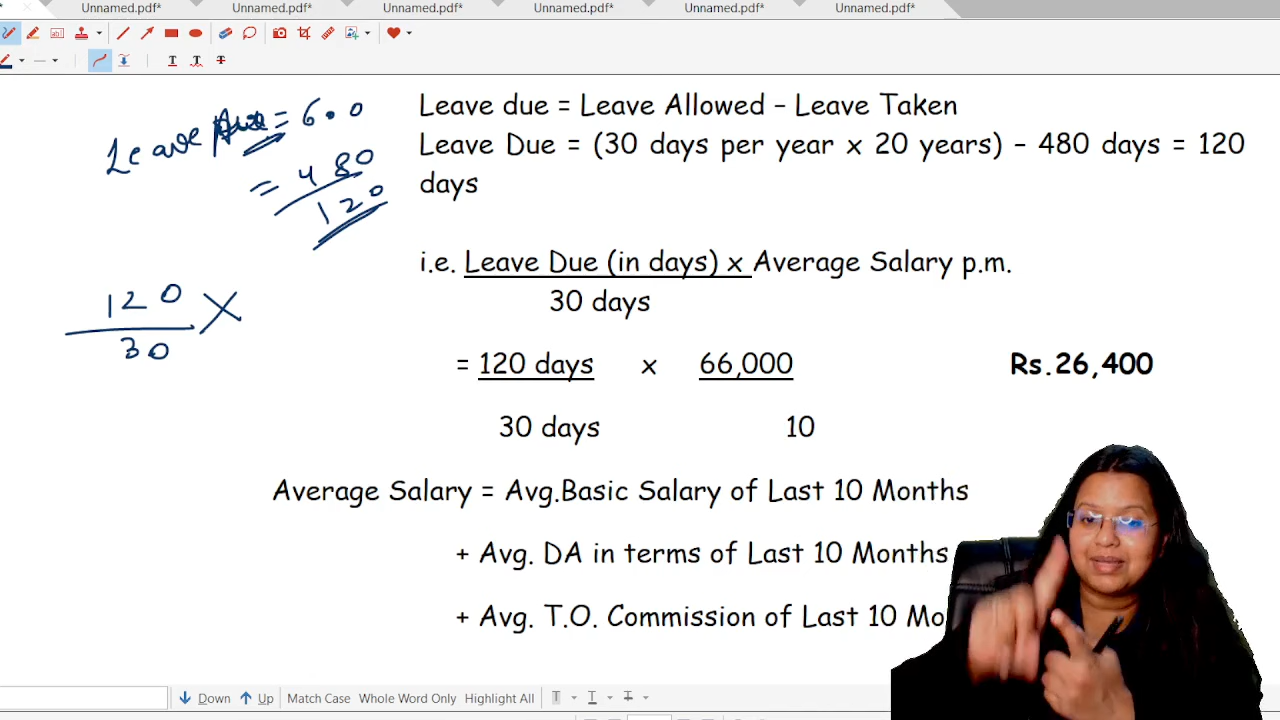 Unnamed.pdf* Unnamed.pdf* Unnamed.pdf* Unnamed.pdf* Unnamed.pdf* Unnamed.pdf*
Leave due = Leave Allowed – Leave Taken
Leave Due = (30 days per year x 20 years) – 480 days = 120
days
i.e. Leave Due (in days) x Average Salary p.m.
30 days
= 120 days x 66,000 Rs.26,400
30 days 10
Average Salary = Avg.Basic Salary of Last 10 Months
+ Avg. DA in terms of Last 10 Months
+ Avg. T.O. Commission of Last 10 Mo
Leave = 600
= 480
120
120 X
30
Down Up Match Case Whole Word Only Highlight All T T T